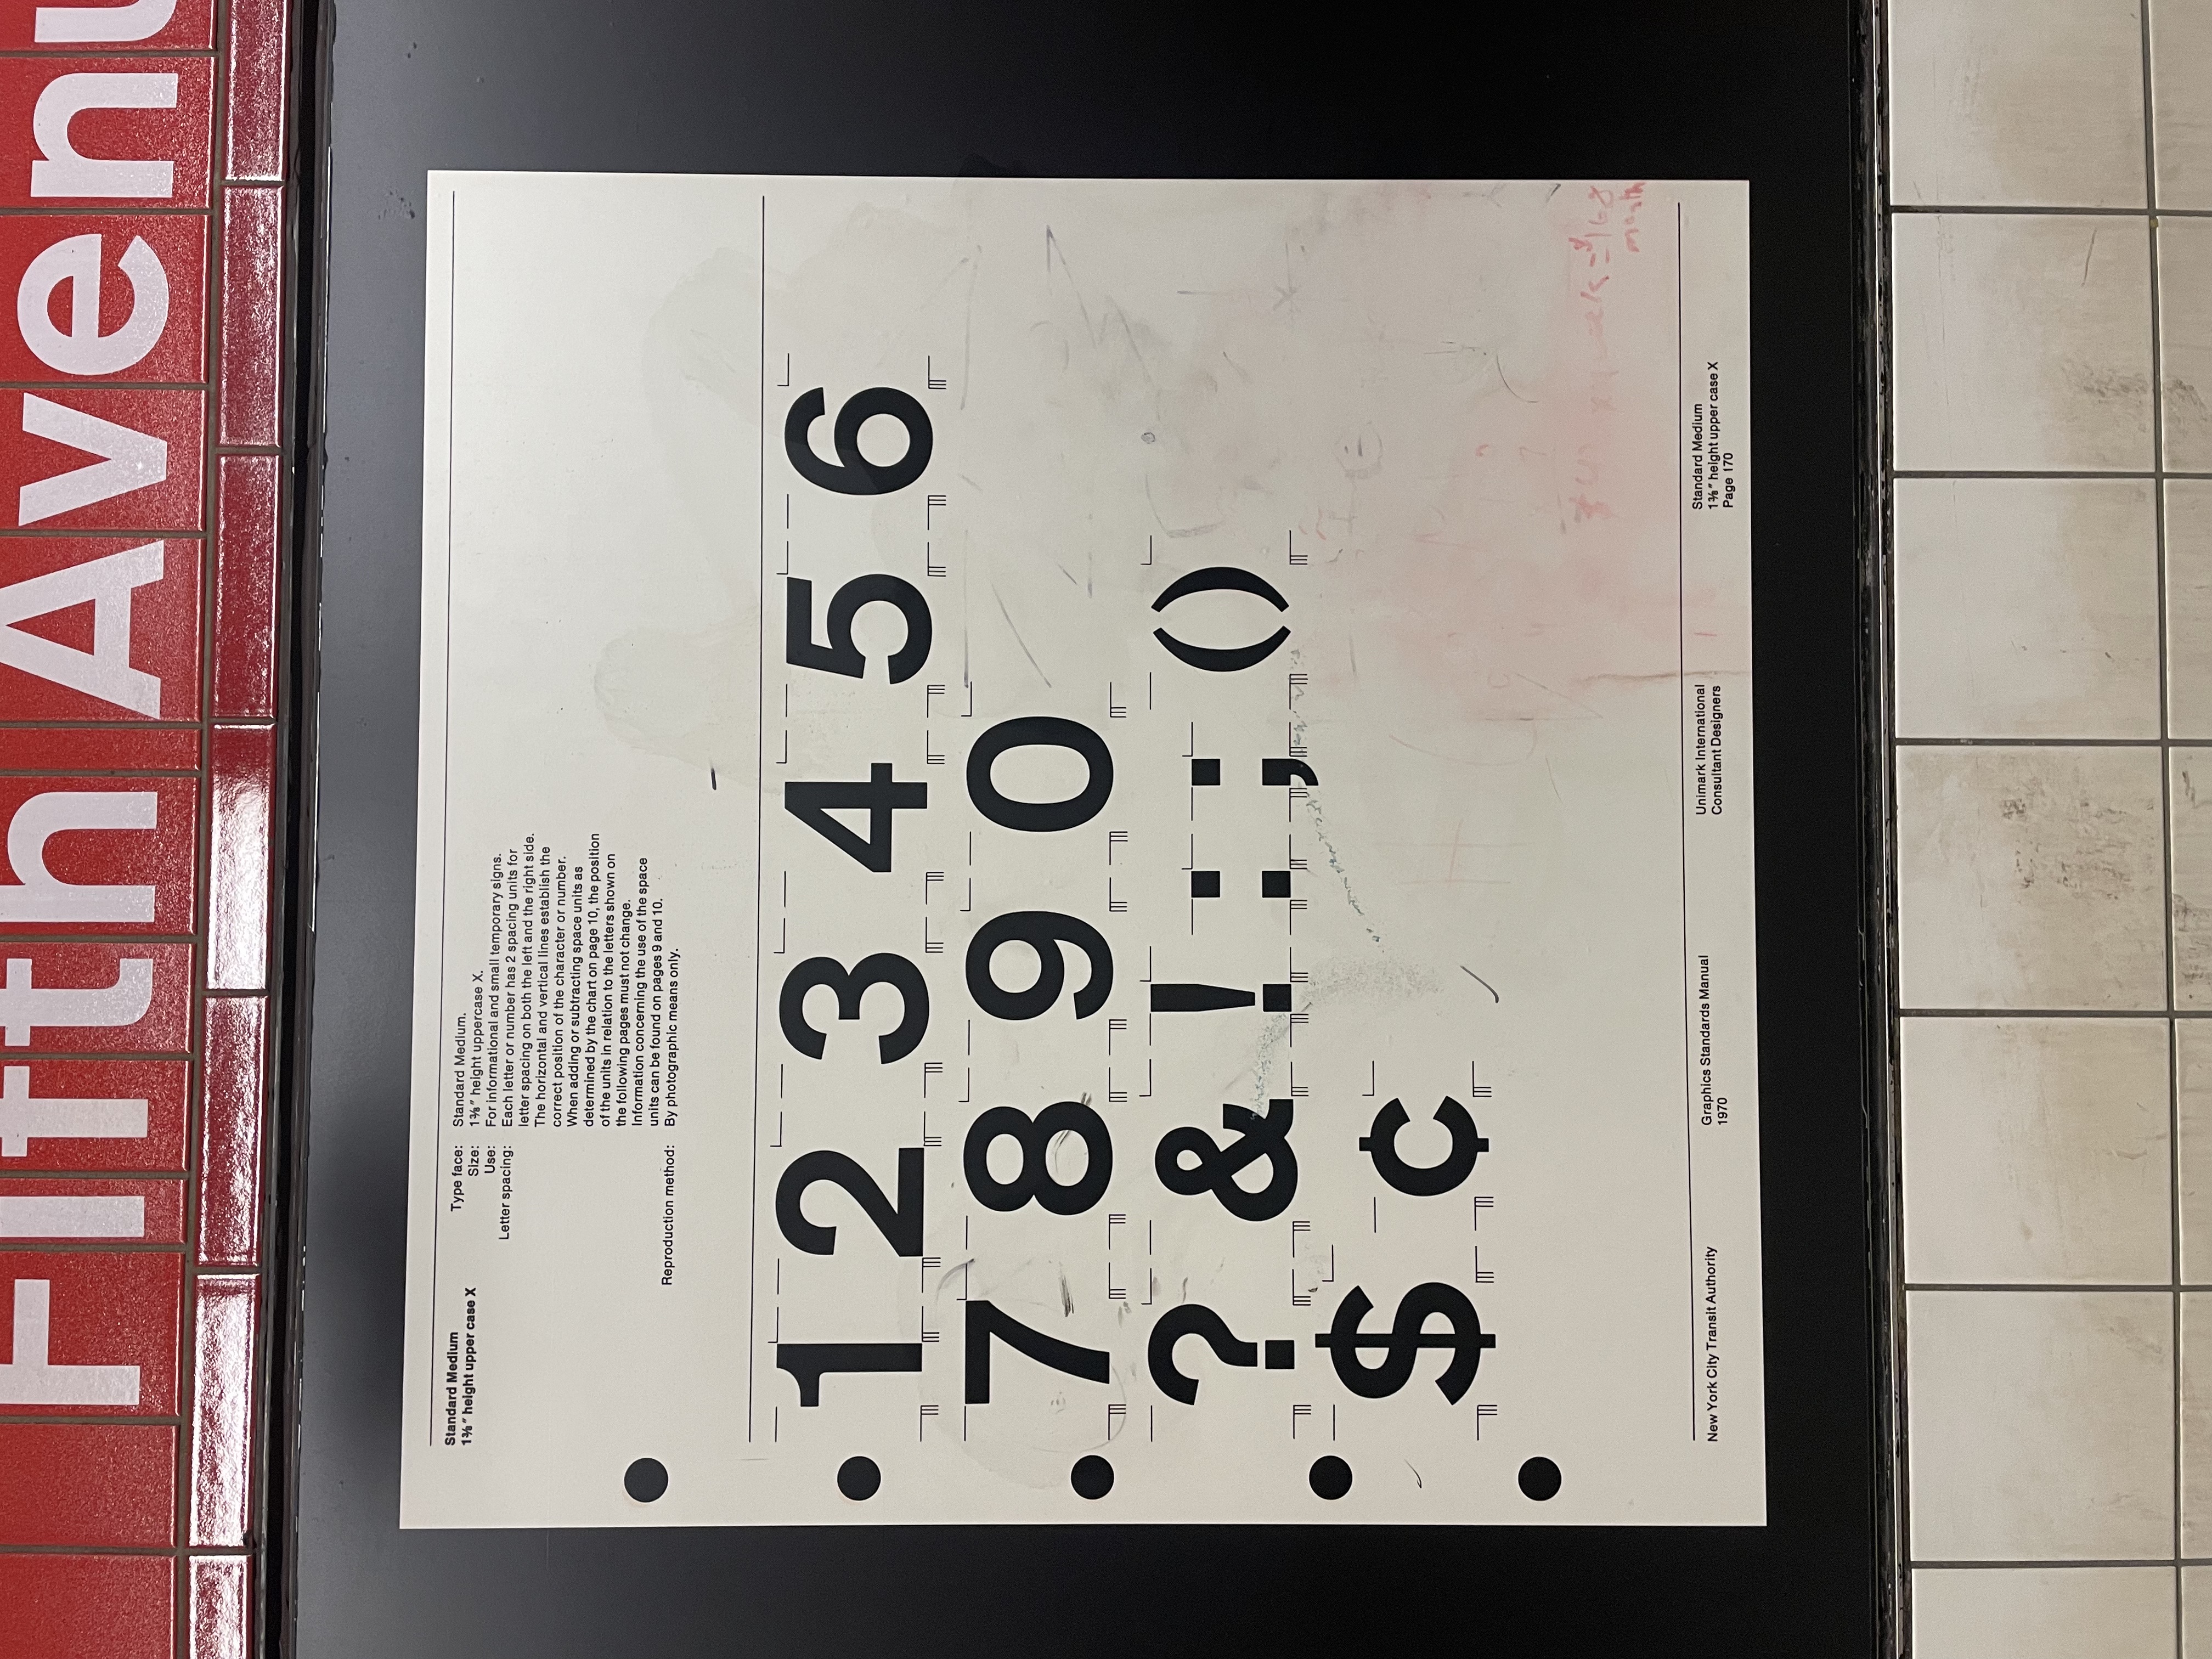 Fifth Avenu
Standard Medium
1⅜″ height upper case X
Type face: Standard Medium.
Size: 1⅜″ height uppercase X.
Use: For informational and small temporary signs.
Letter spacing: Each letter or number has 2 spacing units for
letter spacing on both the left and the right side.
The horizontal and vertical lines establish the
correct position of the character or number.
When adding or subtracting space units as
determined by the chart on page 10, the position
of the units in relation to the letters shown on
the following pages must not change.
Information concerning the use of the space
units can be found on pages 9 and 10.
Reproduction method: By photographic means only.
1 2 3 4 5 6
7 8 9 0
? & ! : ; ()
$ ¢
=$168
month
New York City Transit Authority
Graphics Standards Manual
1970
Unimark International
Consultant Designers
Standard Medium
1⅜″ height upper case X
Page 170